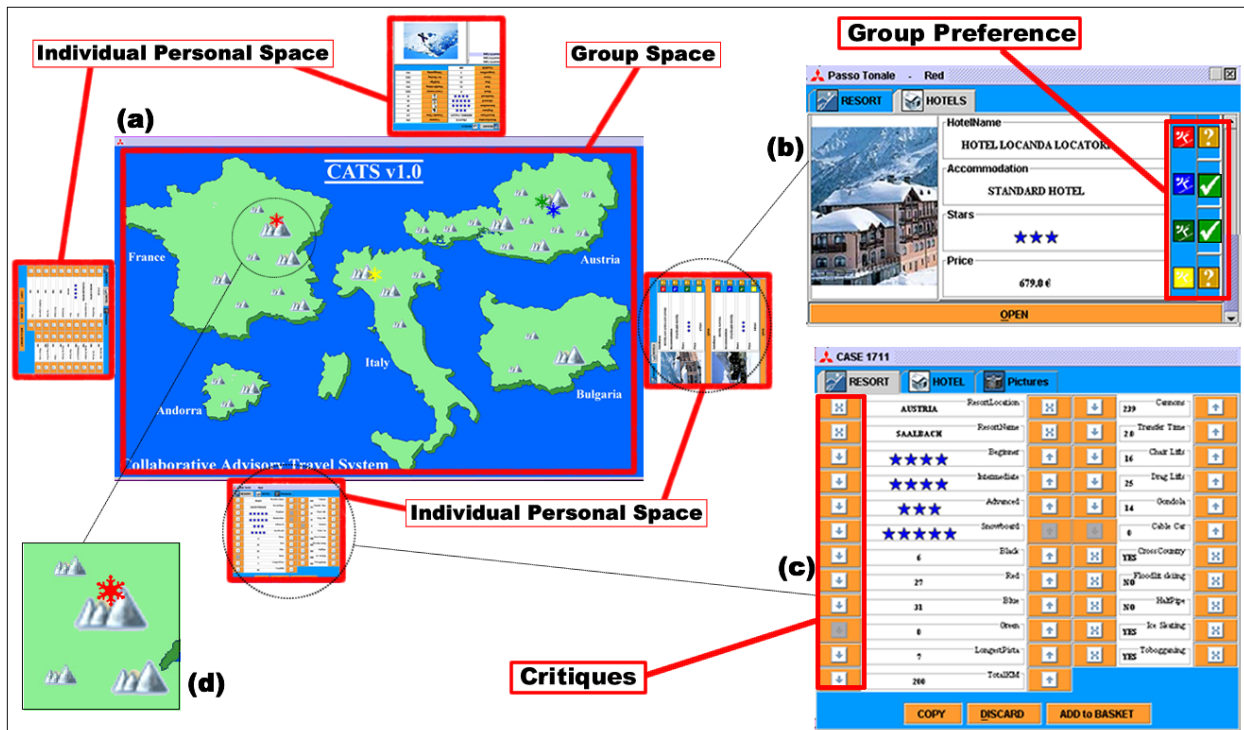 Individual Personal Space
Group Space
Group Preference
(a)
CATS v1.0
France
Austria
Italy
Andorra
Bulgaria
Collaborative Advisory Travel System
Individual Personal Space
(d)
(b)
Passo Tonale - Red
RESORT HOTELS
HotelName
HOTEL LOCANDA LOCATORI
Accommodation
STANDARD HOTEL
Stars
Price
679.0 €
OPEN
(c)
CASE 1711
RESORT HOTEL Pictures
AUSTRIA ResortLocation 239 Cannons
SAALBACH ResortName 2.0 Transfer Time
Beginner 16 Chair Lifts
Intermediate 25 Drag Lifts
Advanced 14 Gondola
Snowboard 0 Cable Car
6 Black YES CrossCountry
27 Red NO Floodlit skiing
31 Blue NO HalfPipe
0 Green YES Ice Skating
7 LongestPista YES Tobogganing
200 TotalKM
COPY DISCARD ADD to BASKET
Critiques